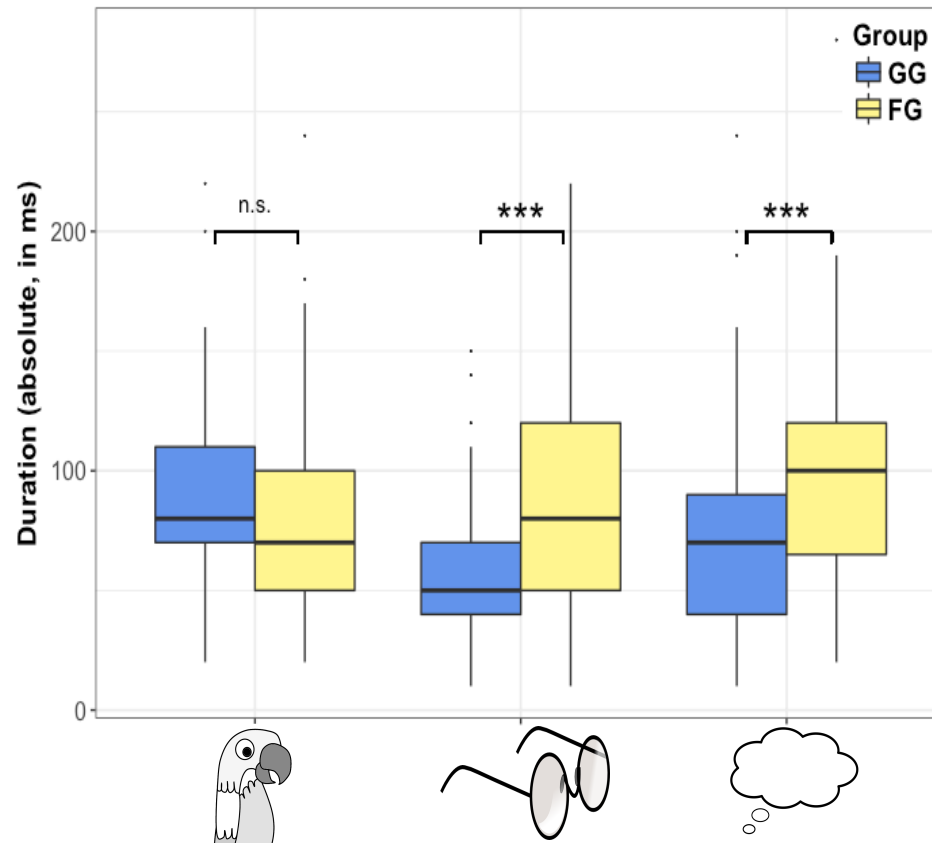 Group
GG
FG
Duration (absolute, in ms)
n.s.
***
***
200
100
0